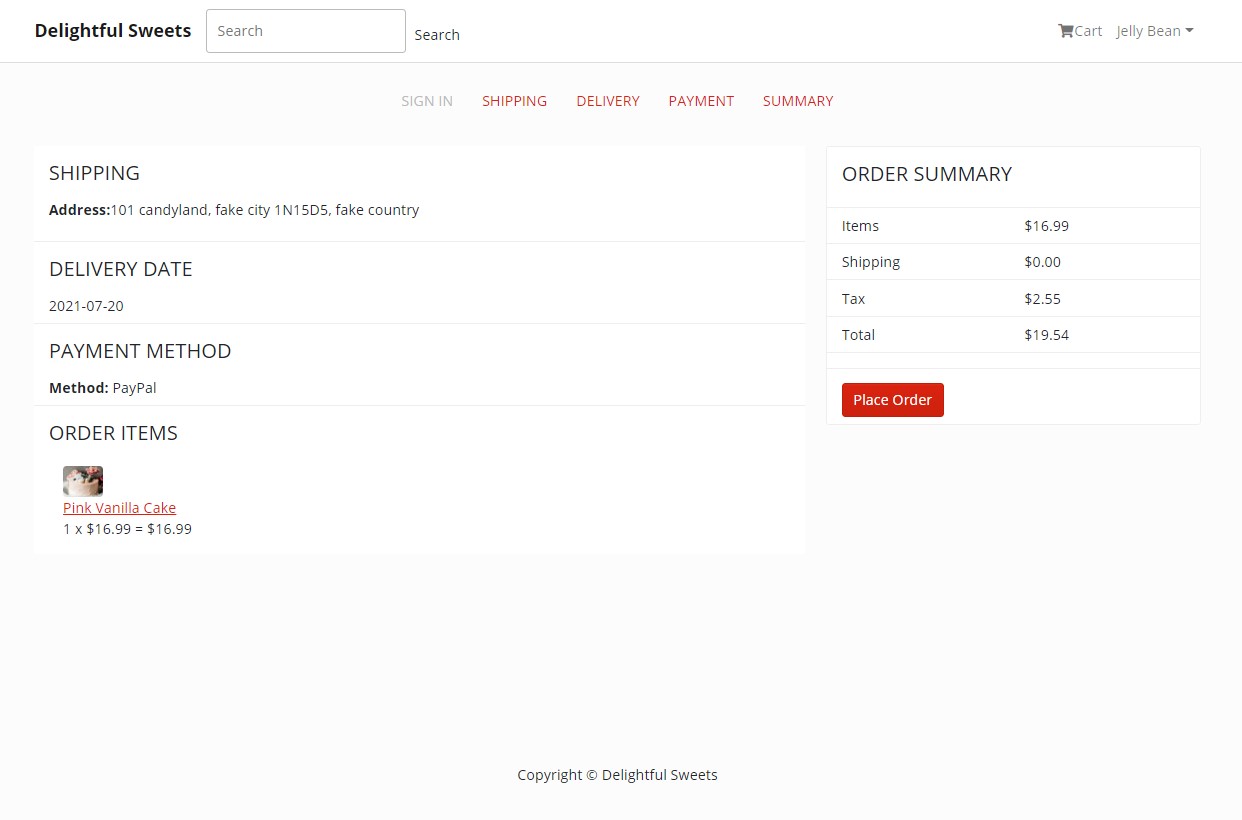 Delightful Sweets Search Search Cart Jelly Bean
SIGN IN SHIPPING DELIVERY PAYMENT SUMMARY
SHIPPING
Address:101 candyland, fake city 1N15D5, fake country
DELIVERY DATE
2021-07-20
PAYMENT METHOD
Method: PayPal
ORDER ITEMS
Pink Vanilla Cake
1 x $16.99 = $16.99
ORDER SUMMARY
Items $16.99
Shipping $0.00
Tax $2.55
Total $19.54
Place Order
Copyright © Delightful Sweets